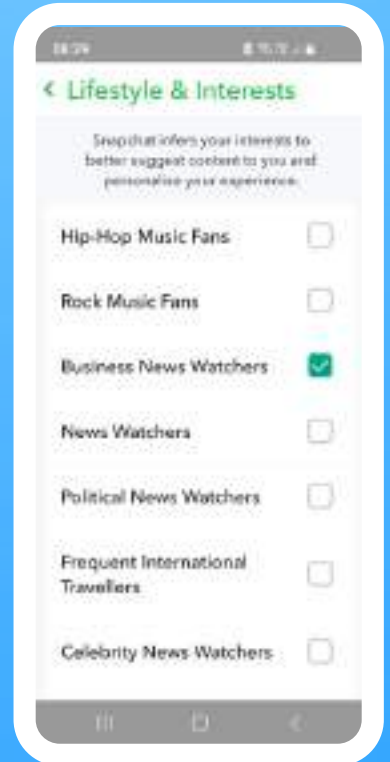 Lifestyle & Interests
Snapchat infers your interests to
better suggest content to you and
personalise your experience.
Hip-Hop Music Fans
Rock Music Fans
Business News Watchers
News Watchers
Political News Watchers
Frequent International
Travellers
Celebrity News Watchers